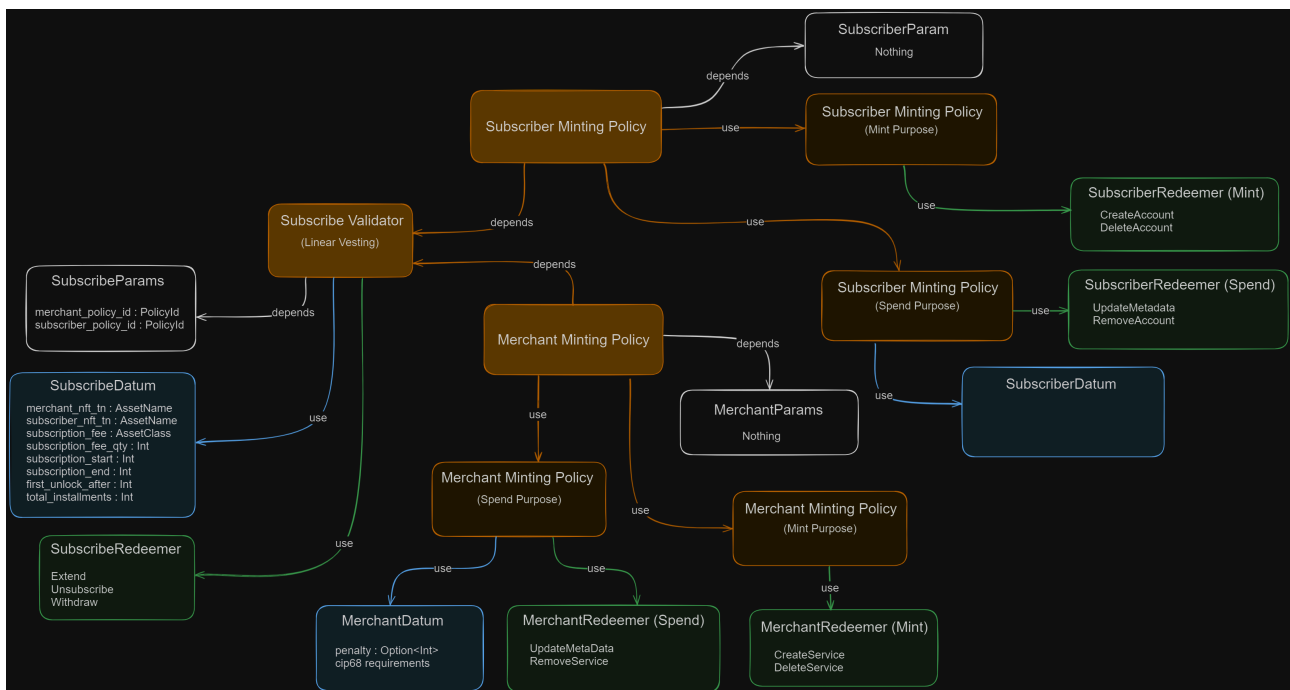 SubscriberParam
Nothing
depends
Subscriber Minting Policy
use
Subscriber Minting Policy
(Mint Purpose)
use
SubscriberRedeemer (Mint)
CreateAccount
DeleteAccount
Subscribe Validator
(Linear Vesting)
depends
use
depends
SubscribeParams
merchant_policy_id : PolicyId
subscriber_policy_id : PolicyId
depends
Subscriber Minting Policy
(Spend Purpose)
use
SubscriberRedeemer (Spend)
UpdateMetadata
RemoveAccount
Merchant Minting Policy
depends
SubscribeDatum
merchant_nft_tn : AssetName
subscriber_nft_tn : AssetName
subscription_fee : AssetClass
subscription_fee_qty : Int
subscription_start : Int
subscription_end : Int
first_unlock_after : Int
total_installments : Int
use
use
MerchantParams
Nothing
use
SubscriberDatum
Merchant Minting Policy
(Spend Purpose)
use
Merchant Minting Policy
(Mint Purpose)
SubscribeRedeemer
Extend
Unsubscribe
Withdraw
use
use
use
use
MerchantDatum
penalty : Option<Int>
cip68 requirements
MerchantRedeemer (Spend)
UpdateMetaData
RemoveService
MerchantRedeemer (Mint)
CreateService
DeleteService